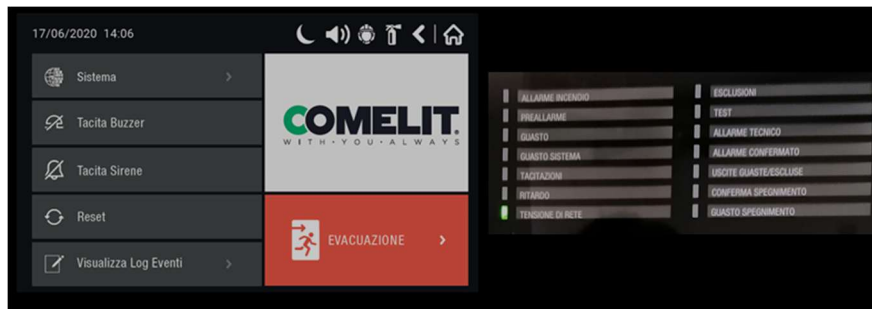 17/06/2020 14:06
Sistema
Tacita Buzzer
Tacita Sirene
Reset
Visualizza Log Eventi
COMELIT.
WITH·YOU·ALWAYS
EVACUAZIONE
ALLARME INCENDIO
PREALLARME
GUASTO
GUASTO SISTEMA
TACITAZIONI
RITARDO
TENSIONE DI RETE
ESCLUSIONI
TEST
ALLARME TECNICO
ALLARME CONFERMATO
USCITE GUASTE/ESCLUSE
CONFERMA SPEGNIMENTO
GUASTO SPEGNIMENTO